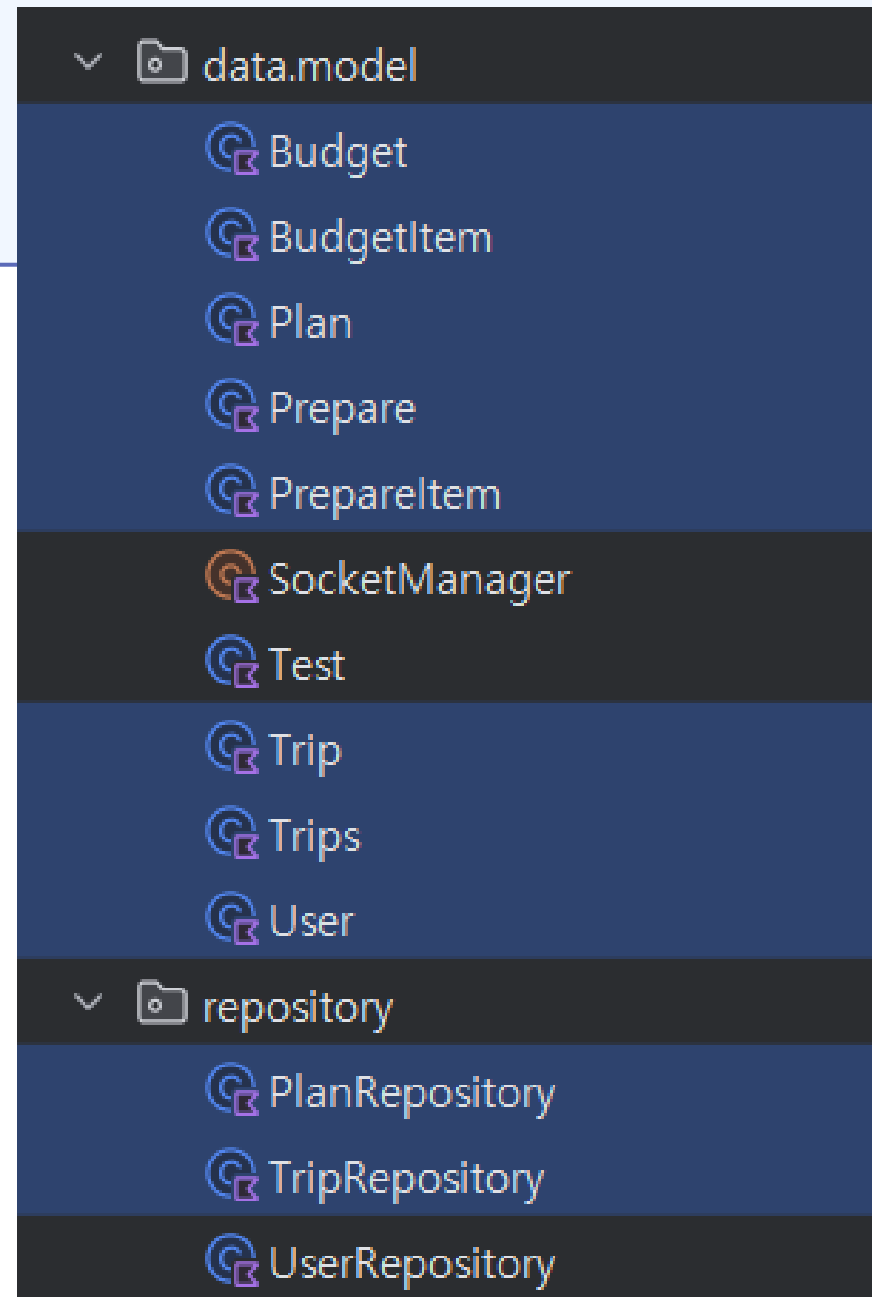 data.model
Budget
BudgetItem
Plan
Prepare
PrepareItem
SocketManager
Test
Trip
Trips
User
repository
PlanRepository
TripRepository
UserRepository